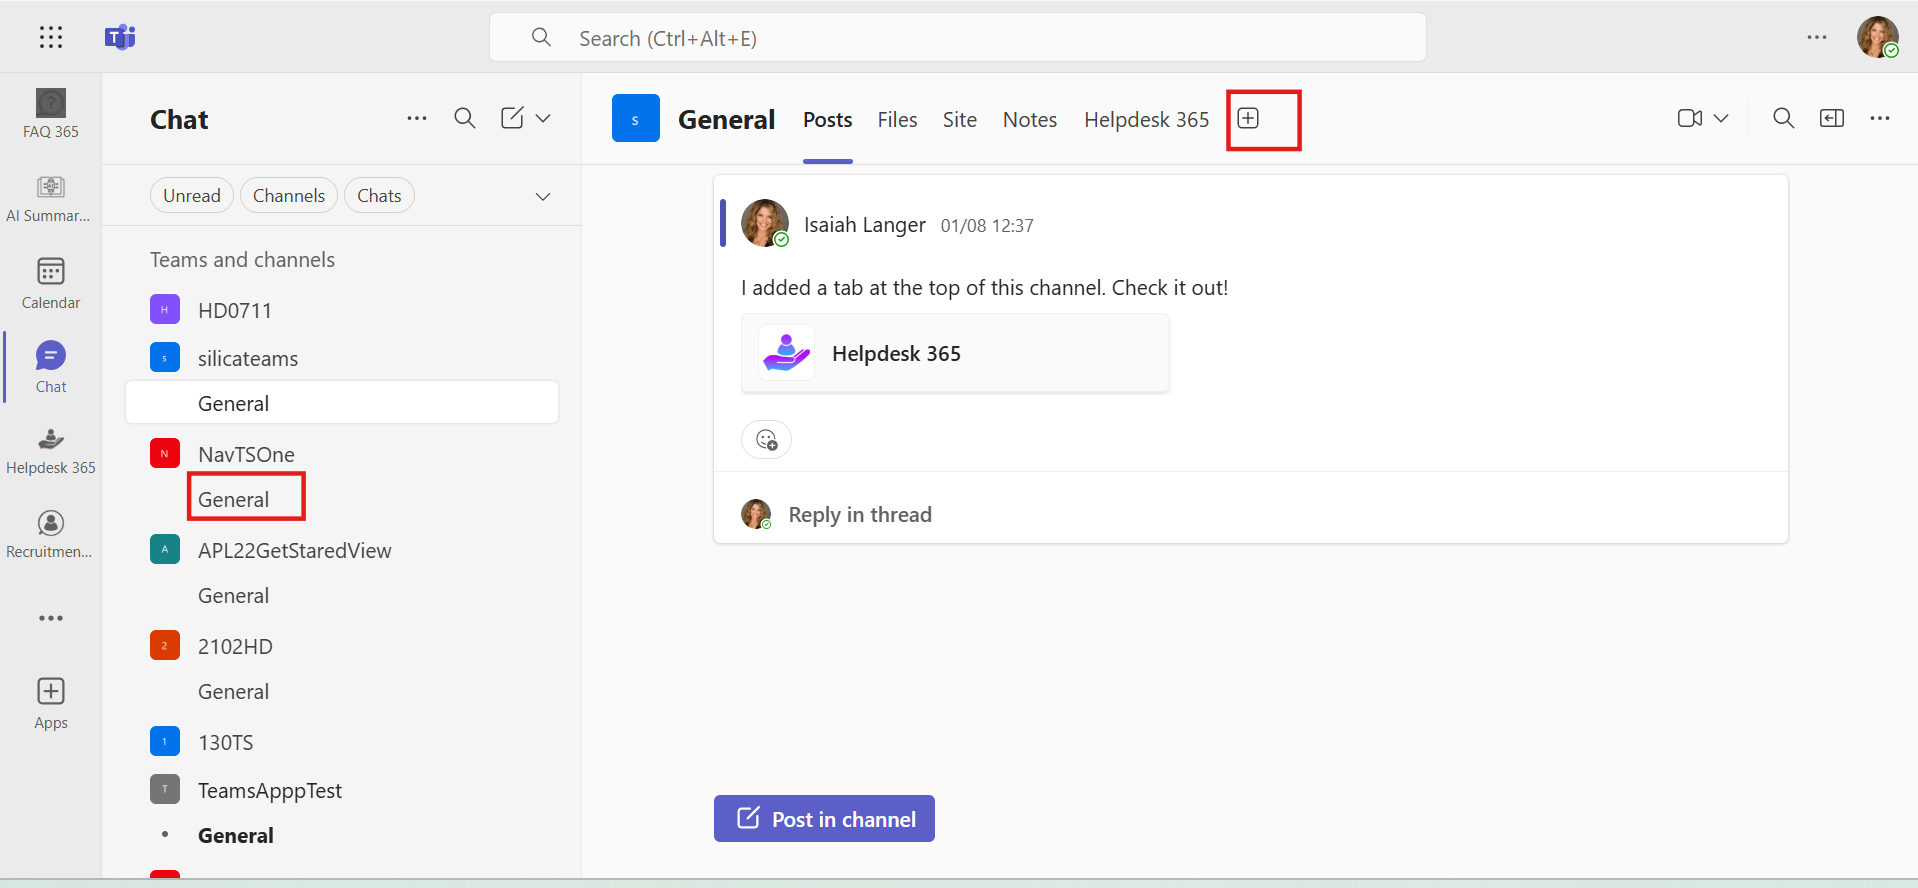 Search (Ctrl+Alt+E)
FAQ 365
AI Summar...
Calendar
Chat
Helpdesk 365
Recruitmen...
Apps
Chat
Unread
Channels
Chats
Teams and channels
H HD0711
s silicateams
General
N NavTSOne
General
A APL22GetStaredView
General
2 2102HD
General
1 130TS
T TeamsApppTest
General
s General Posts Files Site Notes Helpdesk 365
Isaiah Langer 01/08 12:37
I added a tab at the top of this channel. Check it out!
Helpdesk 365
Reply in thread
Post in channel